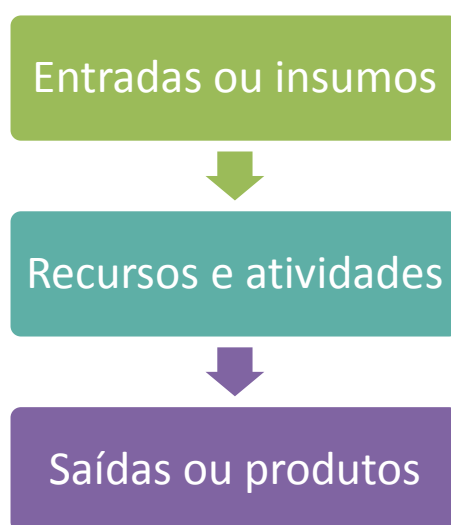 Entradas ou insumos
Recursos e atividades
Saídas ou produtos